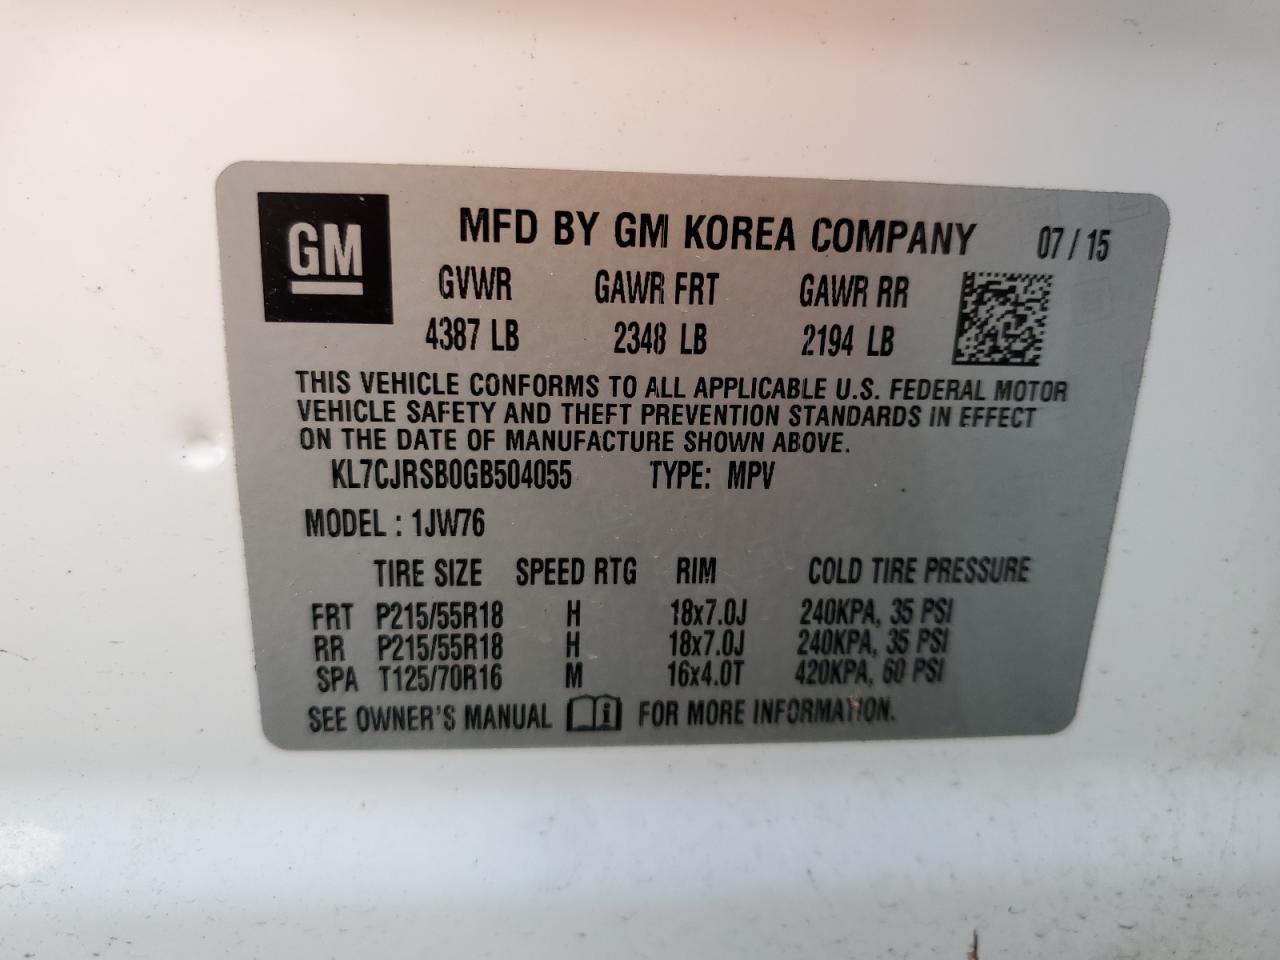 GM
MFD BY GM KOREA COMPANY 07 / 15
GVWR GAWR FRT GAWR RR
4387 LB 2348 LB 2194 LB
THIS VEHICLE CONFORMS TO ALL APPLICABLE U.S. FEDERAL MOTOR
VEHICLE SAFETY AND THEFT PREVENTION STANDARDS IN EFFECT
ON THE DATE OF MANUFACTURE SHOWN ABOVE.
KL7CJRSB0GB504055 TYPE: MPV
MODEL : 1JW76
TIRE SIZE SPEED RTG RIM COLD TIRE PRESSURE
FRT P215/55R18 H 18x7.0J 240KPA, 35 PSI
RR P215/55R18 H 18x7.0J 240KPA, 35 PSI
SPA T125/70R16 M 16x4.0T 420KPA, 60 PSI
SEE OWNER'S MANUAL i FOR MORE INFORMATION.